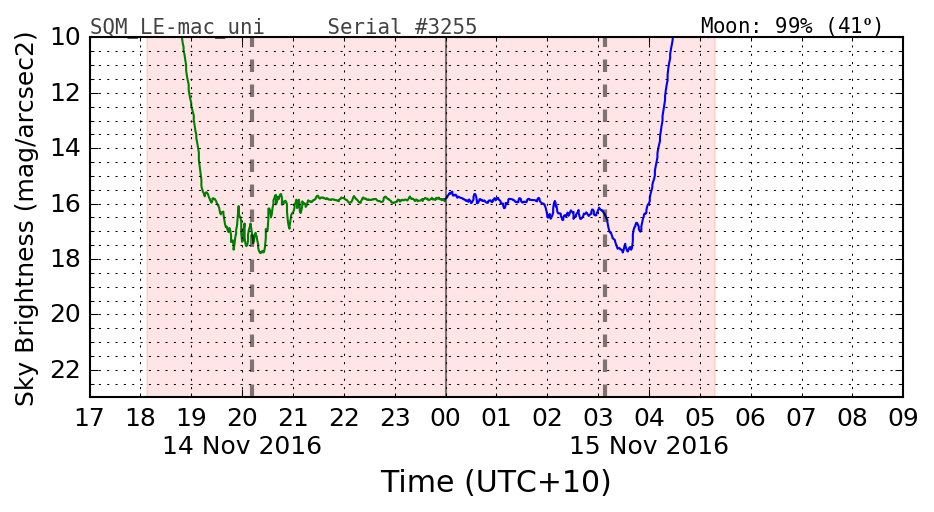 SQM_LE-mac_uni Serial #3255 Moon: 99% (41°)
Sky Brightness (mag/arcsec2)
10
12
14
16
18
20
22
17 18 19 20 21 22 23 00 01 02 03 04 05 06 07 08 09
14 Nov 2016 15 Nov 2016
Time (UTC+10)